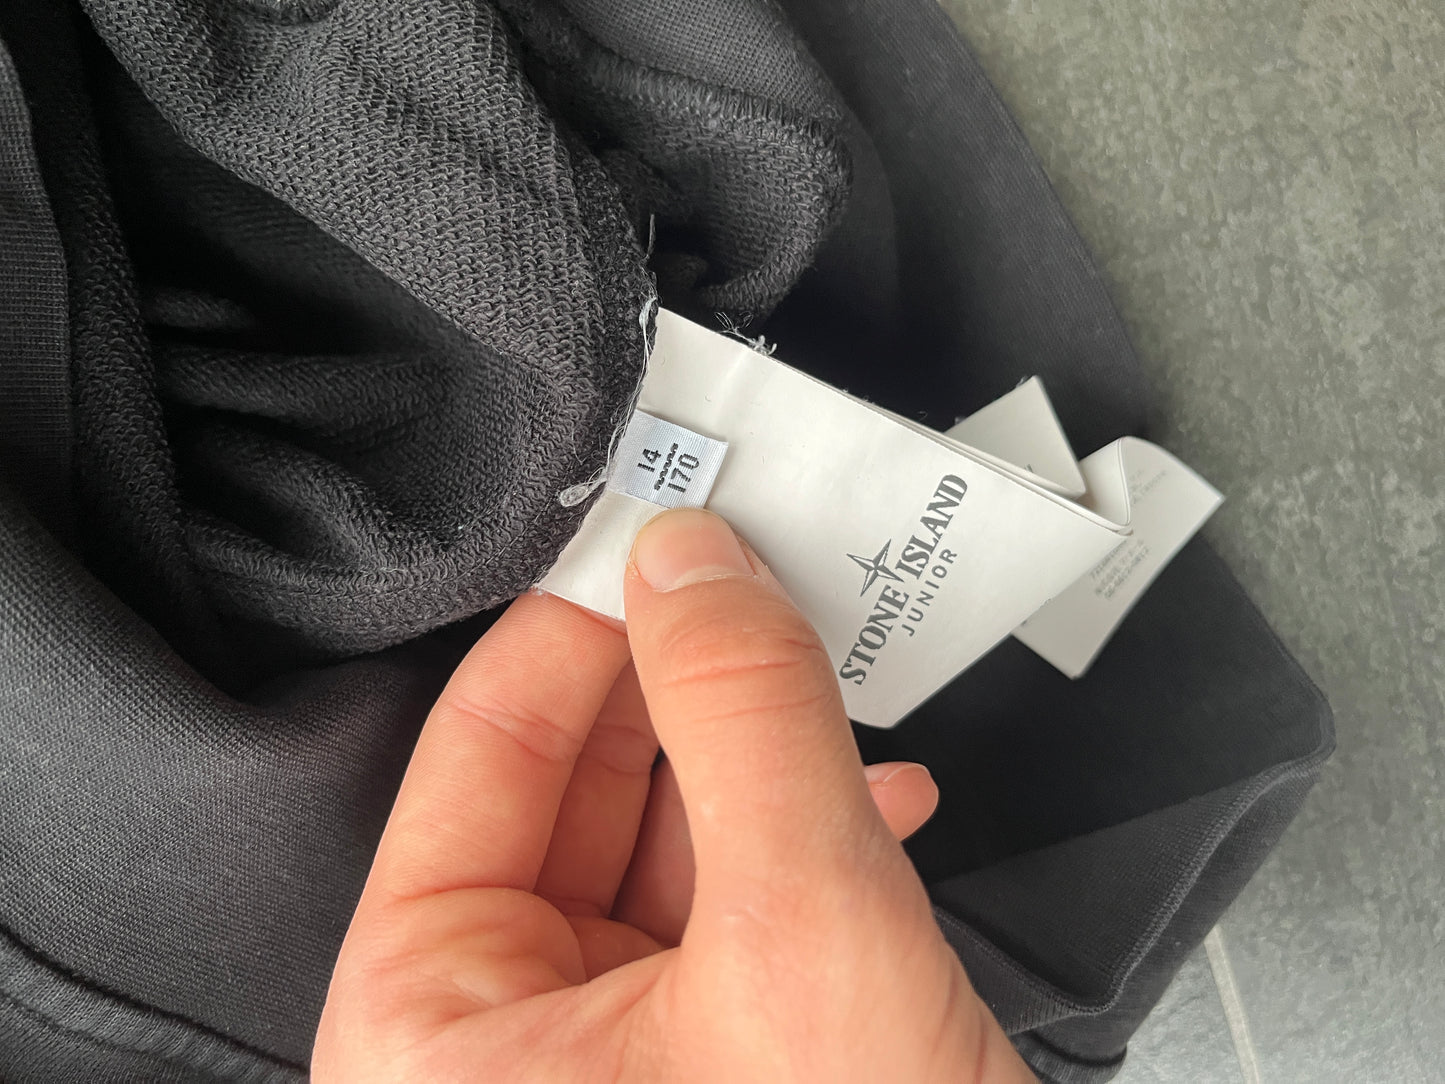 14
170
STONE ISLAND
JUNIOR